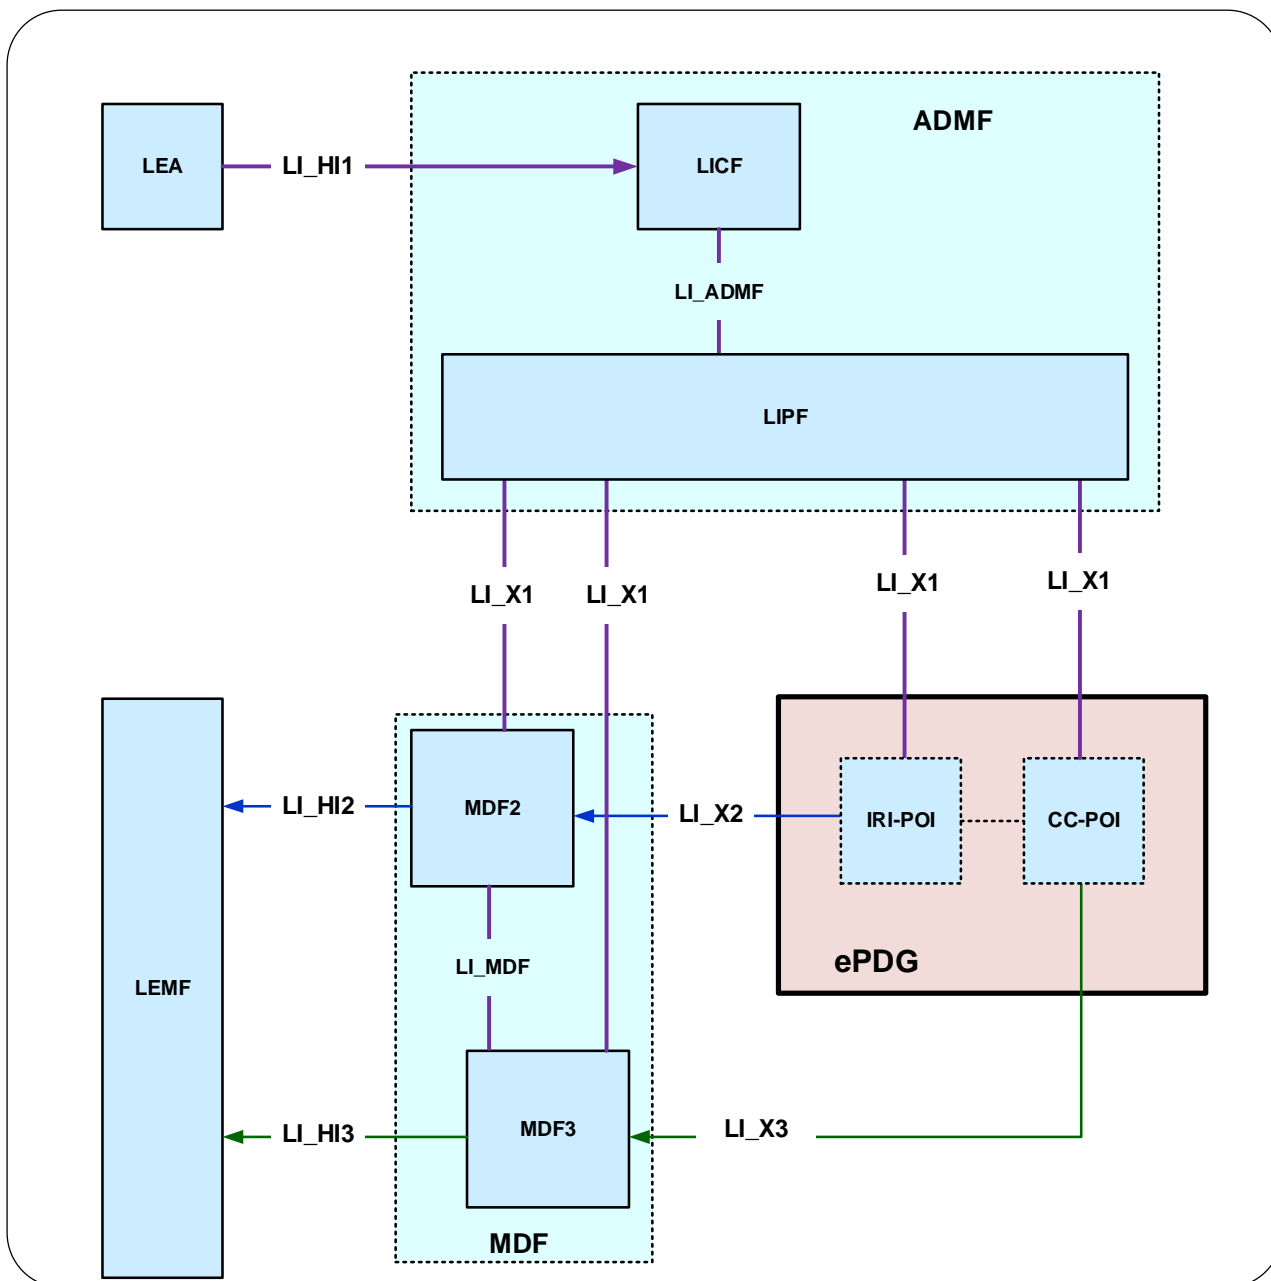 ADMF
LEA
LI_HI1
LICF
LI_ADMF
LIPF
LI_X1
LI_X1
LI_X1
LI_X1
LI_HI2
MDF2
LI_X2
IRI-POI
CC-POI
ePDG
LI_MDF
LEMF
LI_HI3
MDF3
LI_X3
MDF